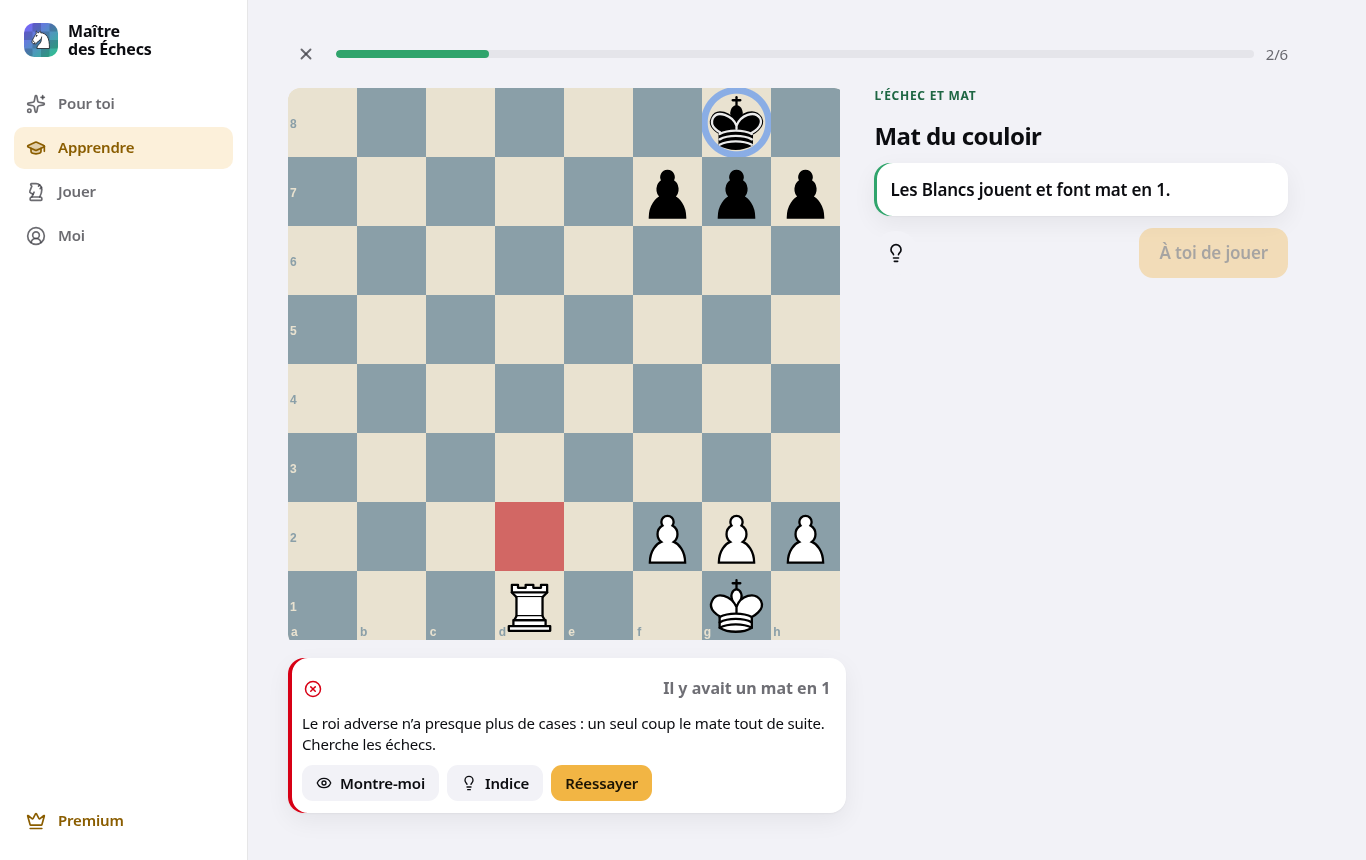 Maître
des Échecs
Pour toi
Apprendre
Jouer
Moi
Premium
2/6
8
7
6
5
4
3
2
1
a b c d e f g h
L'ÉCHEC ET MAT
Mat du couloir
Les Blancs jouent et font mat en 1.
À toi de jouer
Il y avait un mat en 1
Le roi adverse n’a presque plus de cases : un seul coup le mate tout de suite.
Cherche les échecs.
Montre-moi
Indice
Réessayer